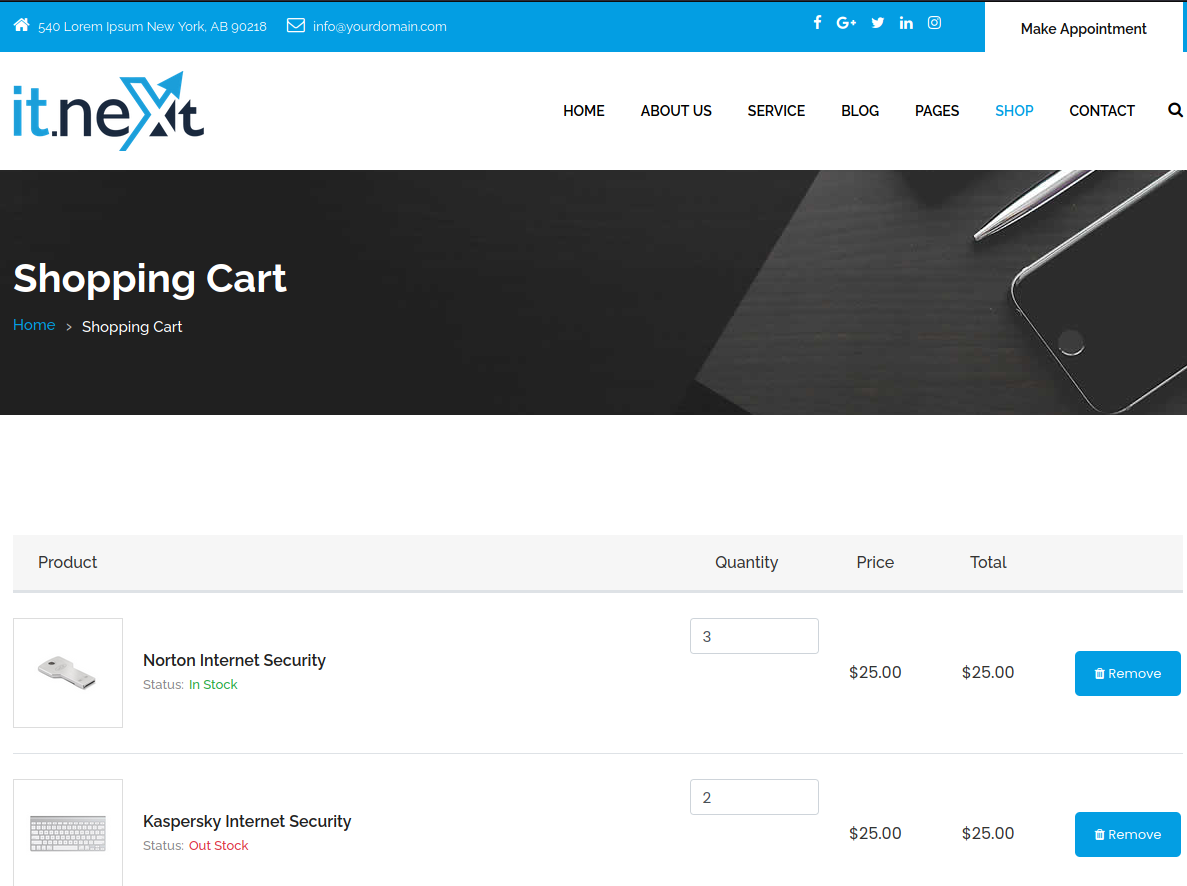 540 Lorem Ipsum New York, AB 90218 info@yourdomain.com Make Appointment
it.next HOME ABOUT US SERVICE BLOG PAGES SHOP CONTACT
Shopping Cart
Home › Shopping Cart
Product Quantity Price Total
3
Norton Internet Security
Status: In Stock
$25.00 $25.00 Remove
2
Kaspersky Internet Security
Status: Out Stock
$25.00 $25.00 Remove